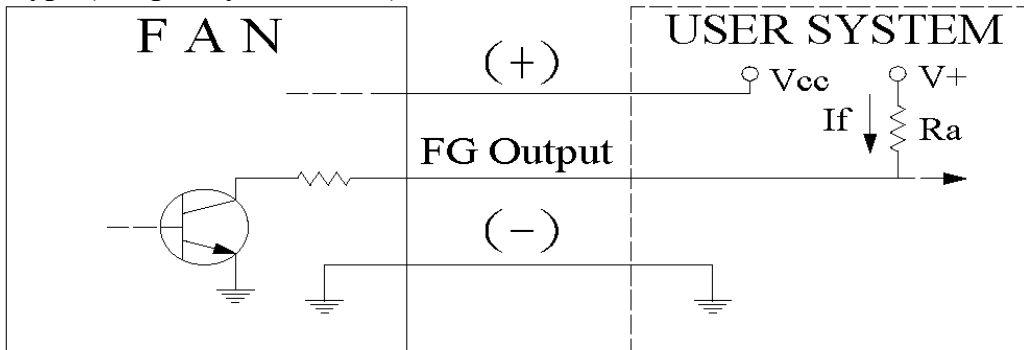 F A N
USER SYSTEM
(+)
Vcc
V+
If
Ra
FG Output
(−)